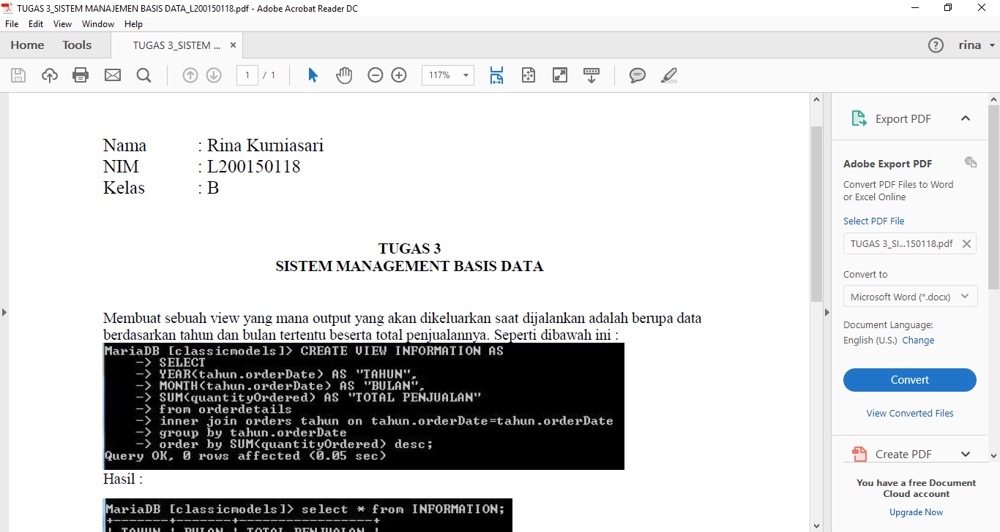 TUGAS 3_SISTEM MANAJEMEN BASIS DATA_L200150118.pdf - Adobe Acrobat Reader DC
File Edit View Window Help
Home Tools TUGAS 3_SISTEM ... × ? rina
1 / 1 117%
Nama : Rina Kurniasari
NIM : L200150118
Kelas : B
TUGAS 3
SISTEM MANAGEMENT BASIS DATA
Membuat sebuah view yang mana output yang akan dikeluarkan saat dijalankan adalah berupa data
berdasarkan tahun dan bulan tertentu beserta total penjualannya. Seperti dibawah ini :
MariaDB [classicmodels]> CREATE VIEW INFORMATION AS
-> SELECT
-> YEAR(tahun.orderDate) AS "TAHUN",
-> MONTH(tahun.orderDate) AS "BULAN",
-> SUM(quantityOrdered) AS "TOTAL PENJUALAN"
-> from orderdetails
-> inner join orders tahun on tahun.orderDate=tahun.orderDate
-> group by tahun.orderDate
-> order by SUM(quantityOrdered) desc;
Query OK, 0 rows affected (0.05 sec)
Hasil :
MariaDB [classicmodels]> select * from INFORMATION;
+-------+-------+-----------------+
| TAHUN | BULAN | TOTAL PENJUALAN |
Export PDF
Adobe Export PDF
Convert PDF Files to Word
or Excel Online
Select PDF File
TUGAS 3_SI...150118.pdf
Convert to
Microsoft Word (*.docx)
Document Language:
English (U.S.) Change
Convert
View Converted Files
Create PDF
You have a free Document
Cloud account
Upgrade Now